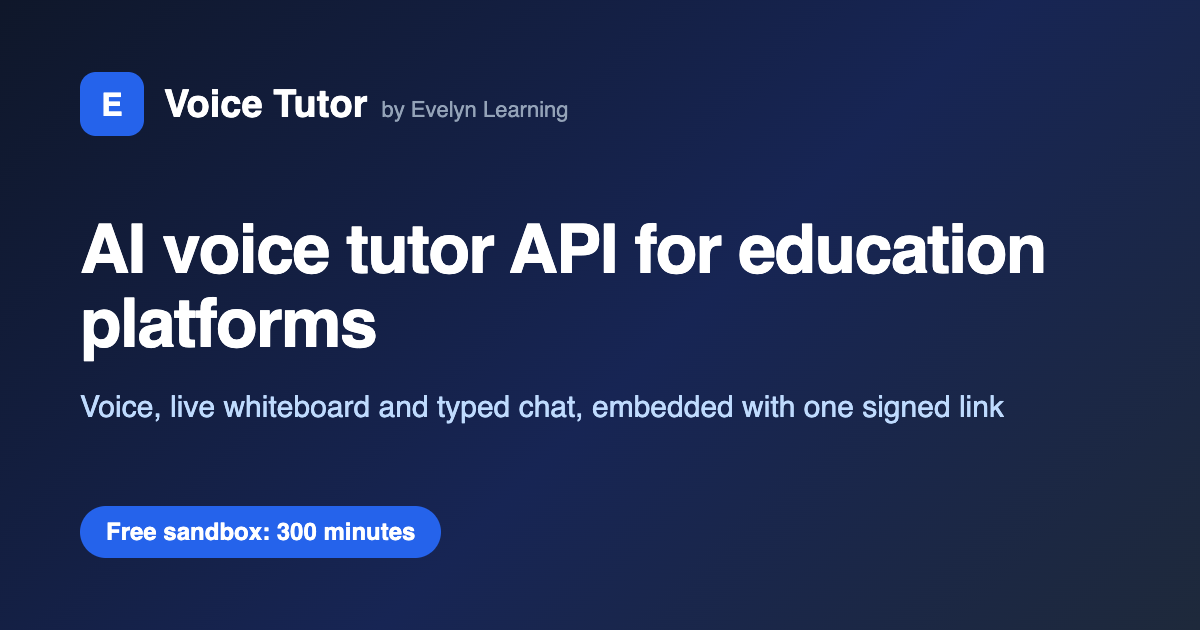 E
Voice Tutor by Evelyn Learning
AI voice tutor API for education
platforms
Voice, live whiteboard and typed chat, embedded with one signed link
Free sandbox: 300 minutes